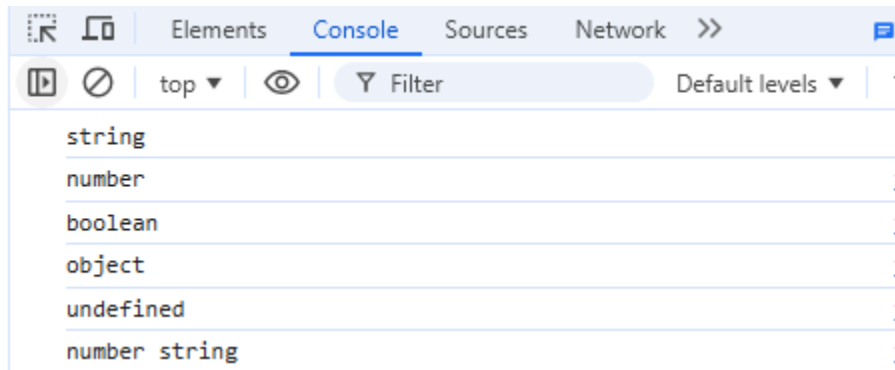 Elements Console Sources Network
top Filter Default levels
string
number
boolean
object
undefined
number string